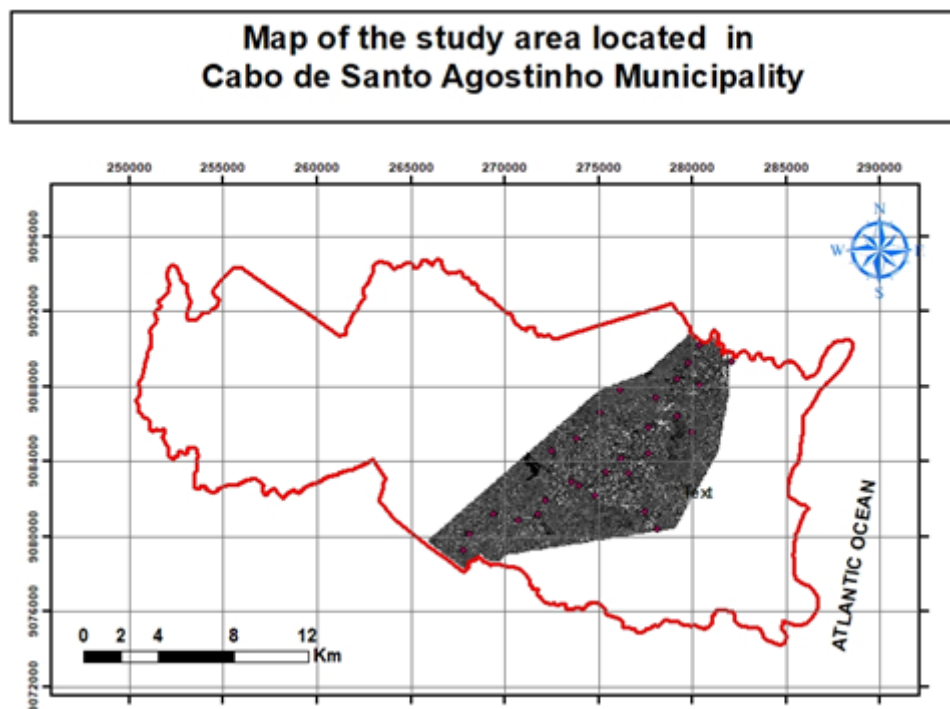 Map of the study area located in
Cabo de Santo Agostinho Municipality
250000 255000 260000 265000 270000 275000 280000 285000 290000
9096000
9092000
9088000
9084000
9080000
9076000
9072000
N
W E
S
Text
ATLANTIC OCEAN
0 2 4 8 12
Km